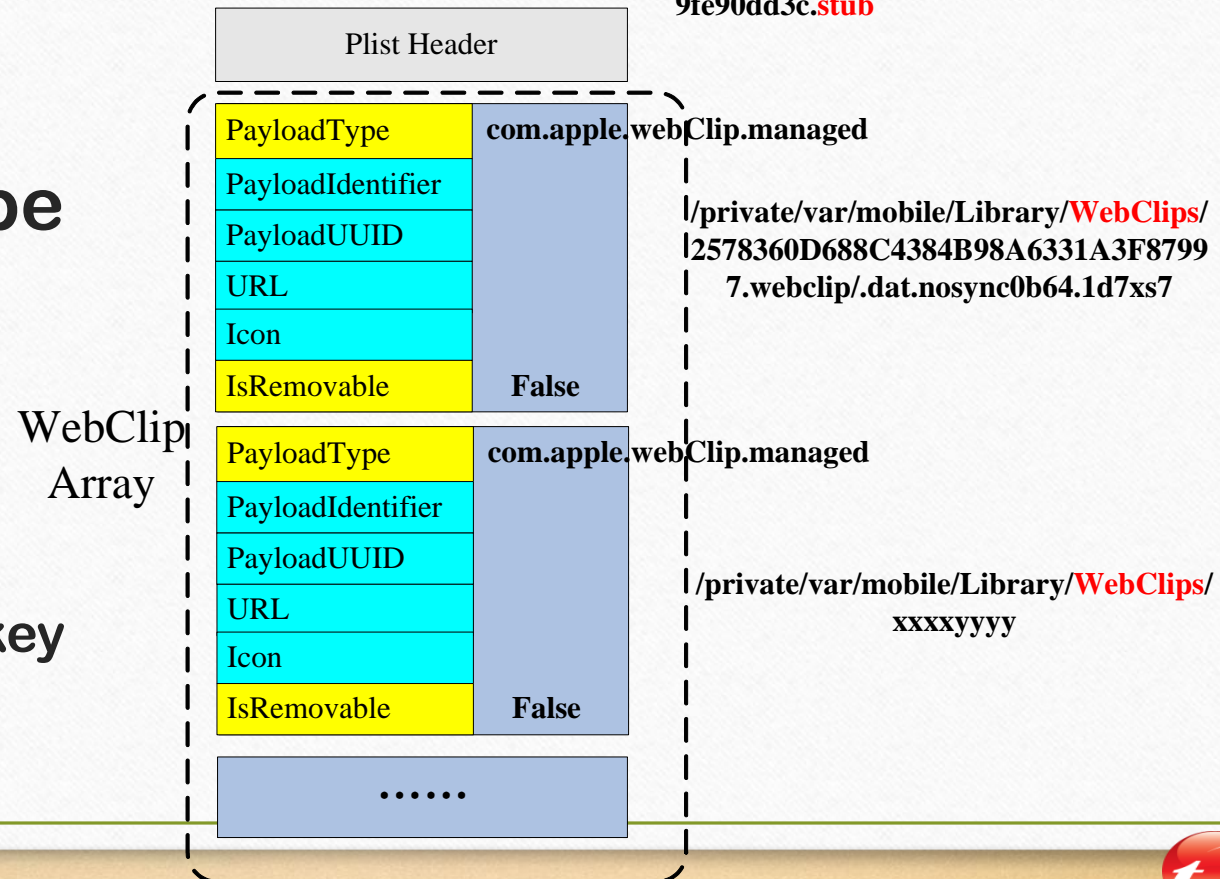 9fe90dd3c.stub
Plist Header
PayloadType com.apple.webClip.managed
PayloadIdentifier
PayloadUUID
URL
Icon
IsRemovable False
/private/var/mobile/Library/WebClips/
2578360D688C4384B98A6331A3F8799
7.webclip/.dat.nosync0b64.1d7xs7
WebClip
Array
PayloadType com.apple.webClip.managed
PayloadIdentifier
PayloadUUID
URL
Icon
IsRemovable False
/private/var/mobile/Library/WebClips/
xxxxyyyy
......